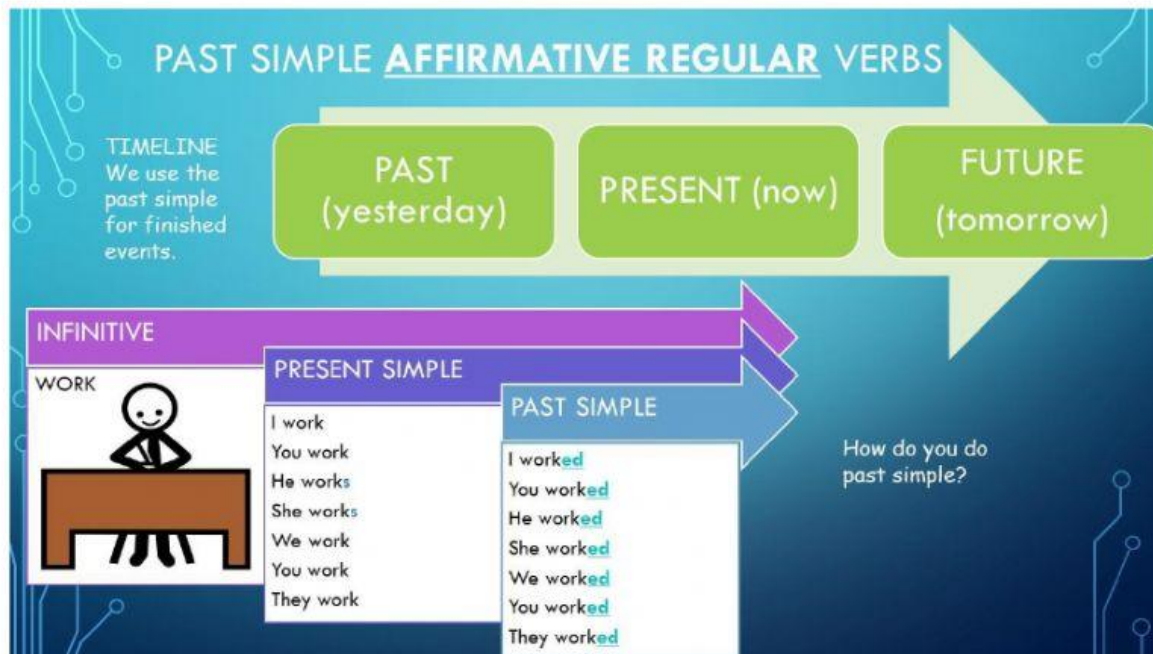 PAST SIMPLE AFFIRMATIVE REGULAR VERBS
TIMELINE
We use the
past simple
for finished
events.
PAST
(yesterday)
PRESENT (now)
FUTURE
(tomorrow)
INFINITIVE
WORK
PRESENT SIMPLE
I work
You work
He works
She works
We work
You work
They work
PAST SIMPLE
I worked
You worked
He worked
She worked
We worked
You worked
They worked
How do you do
past simple?